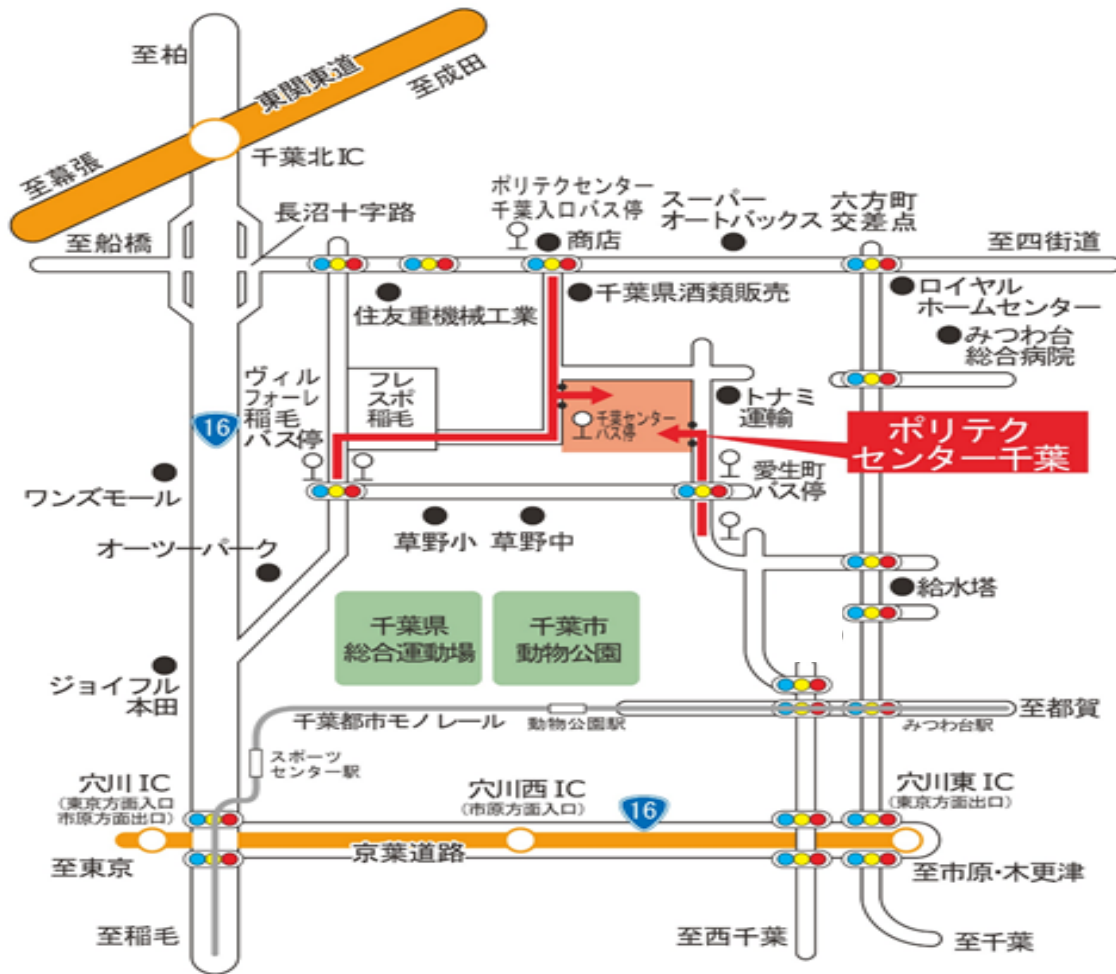 至柏
東関東道
至成田
至幕張
千葉北IC
長沼十字路
至船橋
ポリテクセンター
千葉入口バス停
商店
スーパー
オートバックス
六方町
交差点
至四街道
住友重機械工業
千葉県酒類販売
ロイヤル
ホームセンター
みつわ台
総合病院
ヴィル
フォーレ
稲毛
バス停
フレ
スポ
稲毛
千葉センター
バス停
トナミ
運輸
ポリテク
センター千葉
16
ワンズモール
愛生町
バス停
オーツーパーク
草野小
草野中
給水塔
千葉県
総合運動場
千葉市
動物公園
ジョイフル
本田
千葉都市モノレール
動物公園駅
みつわ台駅
至都賀
スポーツ
センター駅
穴川IC
(東京方面入口
市原方面出口)
穴川西IC
(市原方面入口)
16
穴川東IC
(東京方面出口)
京葉道路
至東京
至市原・木更津
至稲毛
至西千葉
至千葉